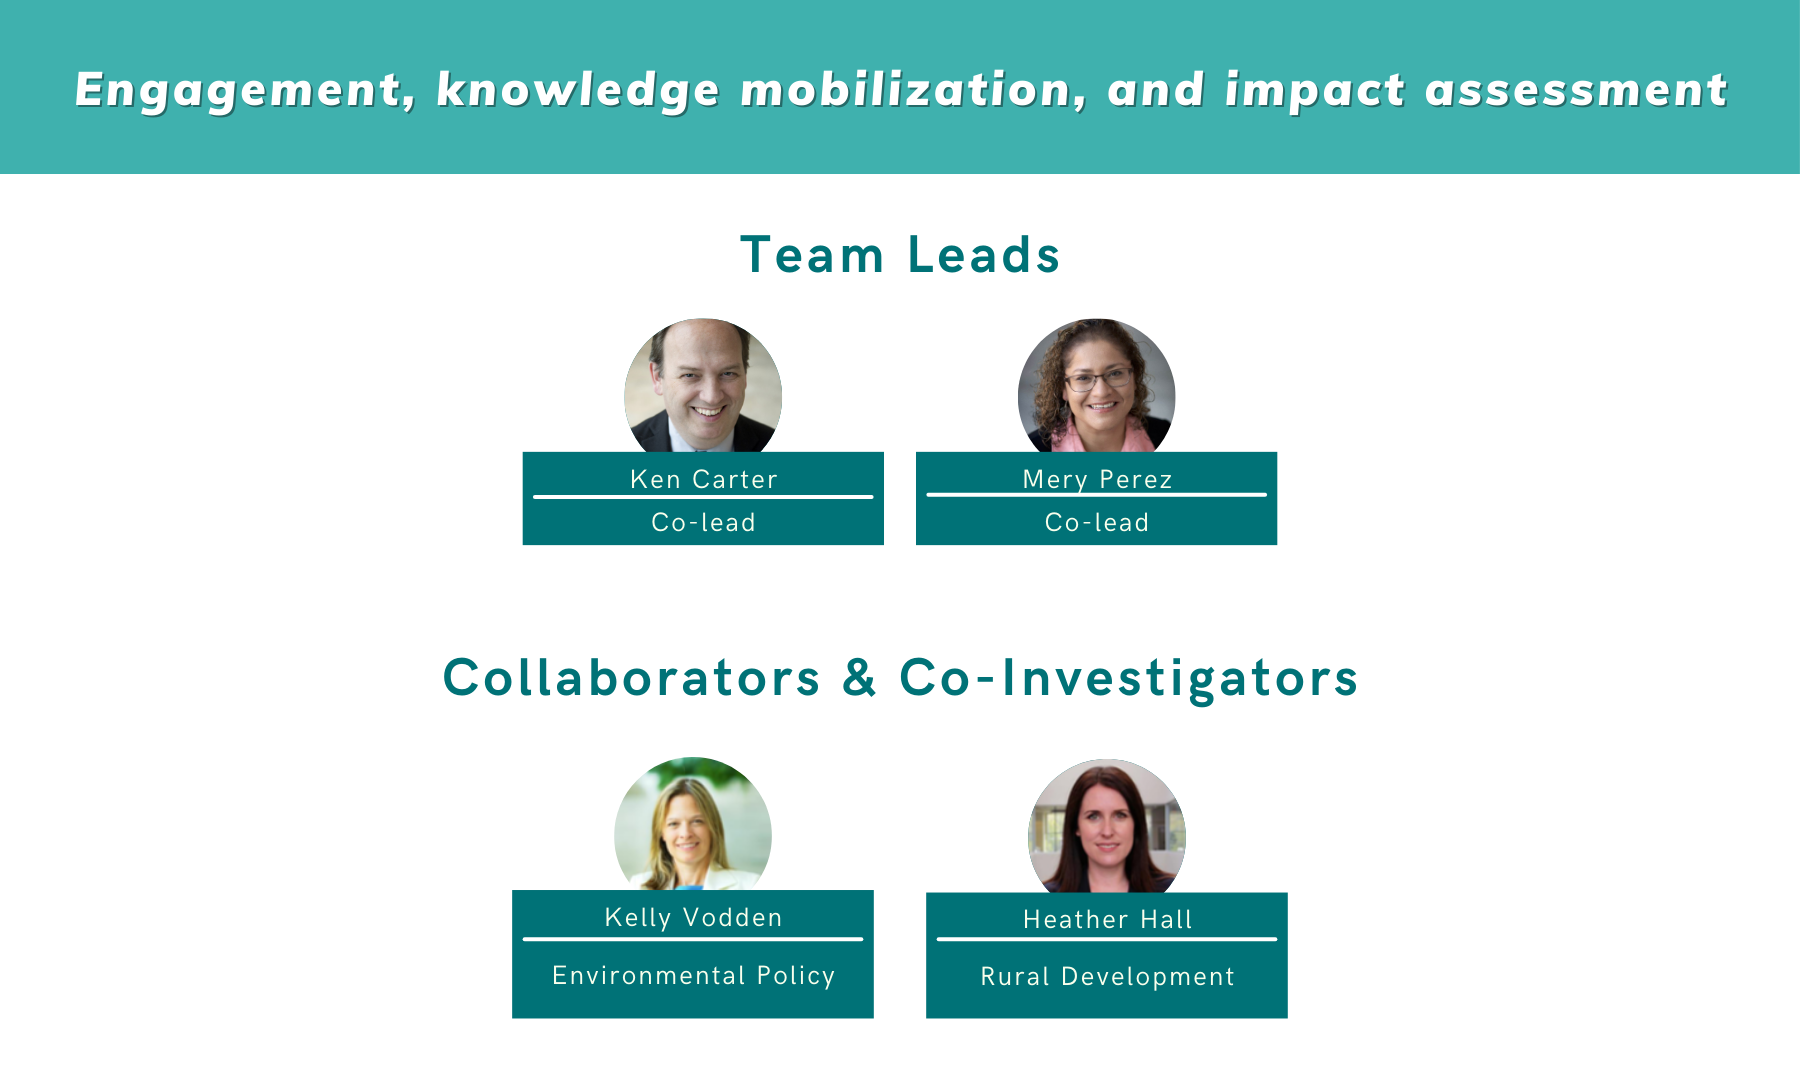 Engagement, knowledge mobilization, and impact assessment
Team Leads
Ken Carter
Co-lead
Mery Perez
Co-lead
Collaborators & Co-Investigators
Kelly Vodden
Environmental Policy
Heather Hall
Rural Development